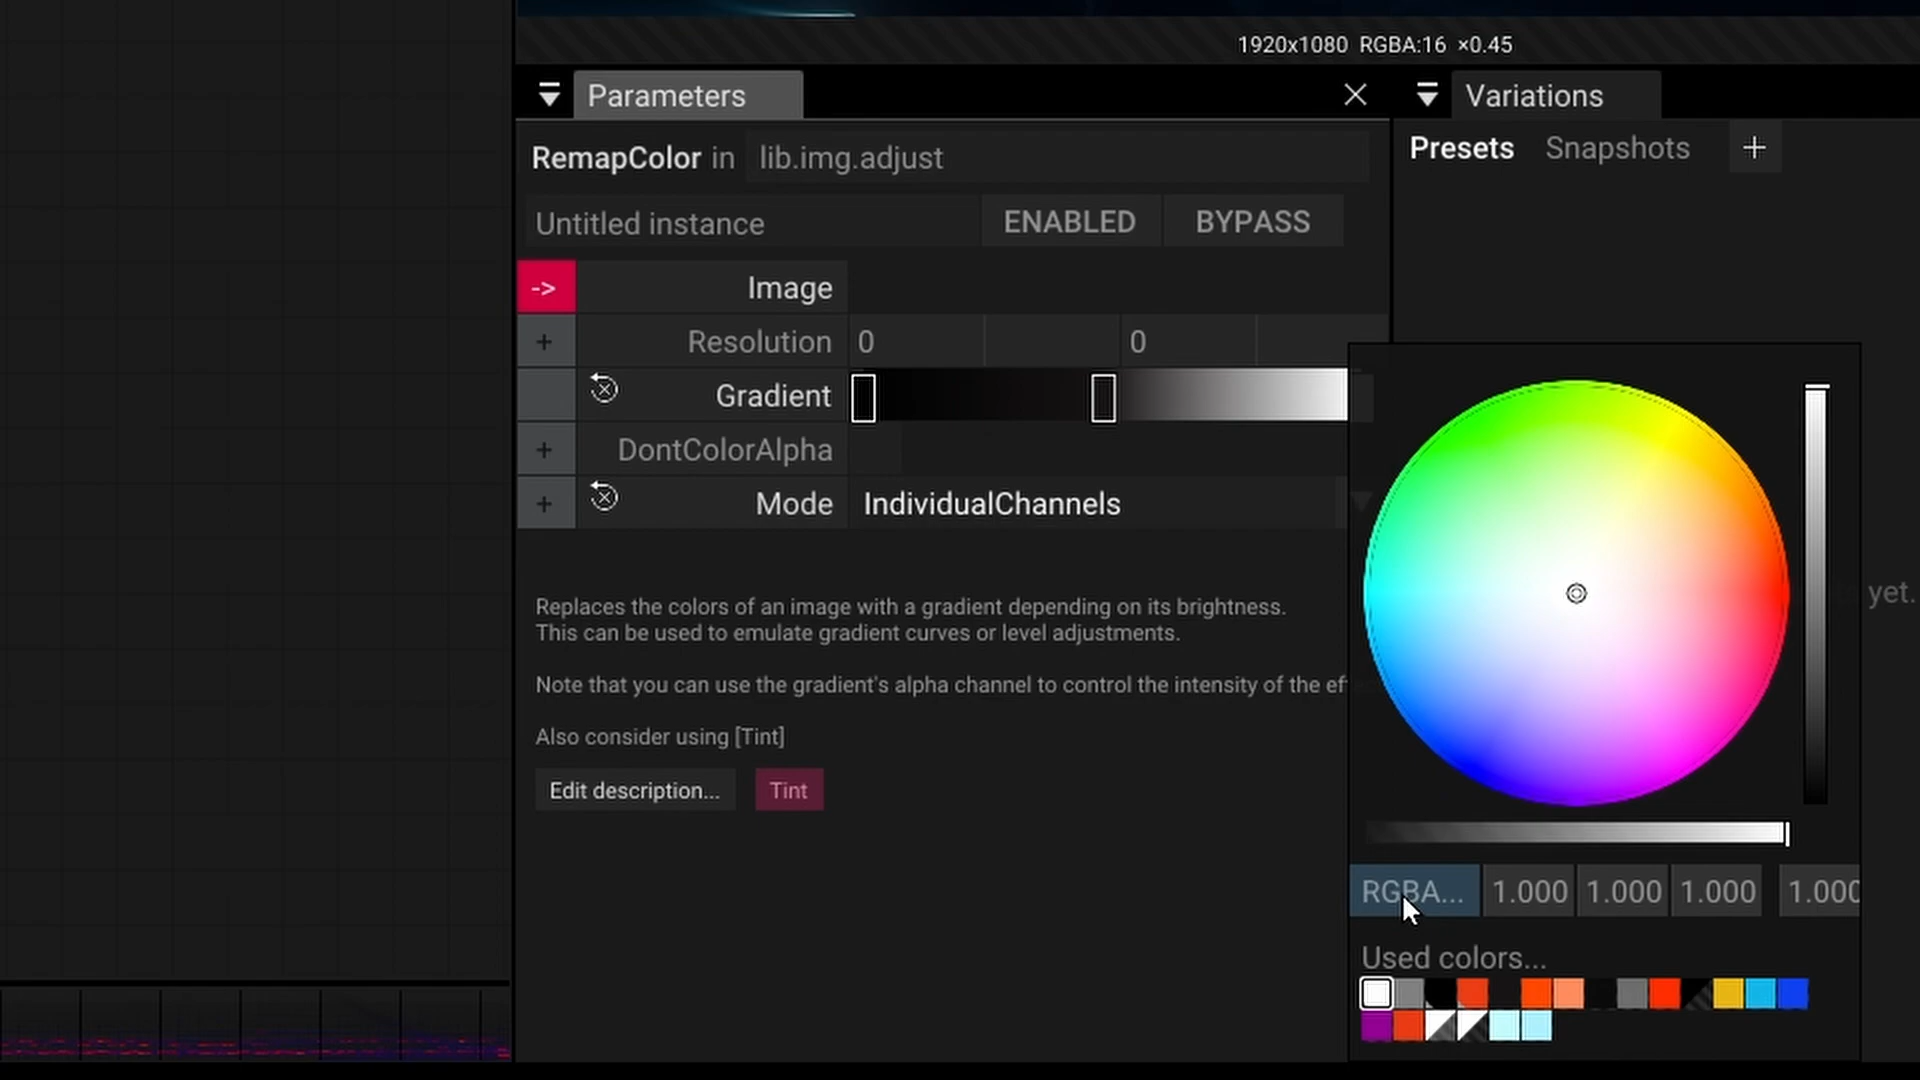 1920x1080 RGBA:16 ×0.45
Parameters
Variations
RemapColor in lib.img.adjust
Presets Snapshots +
Untitled instance ENABLED BYPASS
-> Image
+ Resolution 0 0
Gradient
+ DontColorAlpha
+ Mode IndividualChannels
yet.
Replaces the colors of an image with a gradient depending on its brightness.
This can be used to emulate gradient curves or level adjustments.
Note that you can use the gradient's alpha channel to control the intensity of the
Also consider using [Tint]
Edit description... Tint
RGBA... 1.000 1.000 1.000 1.000
Used colors...